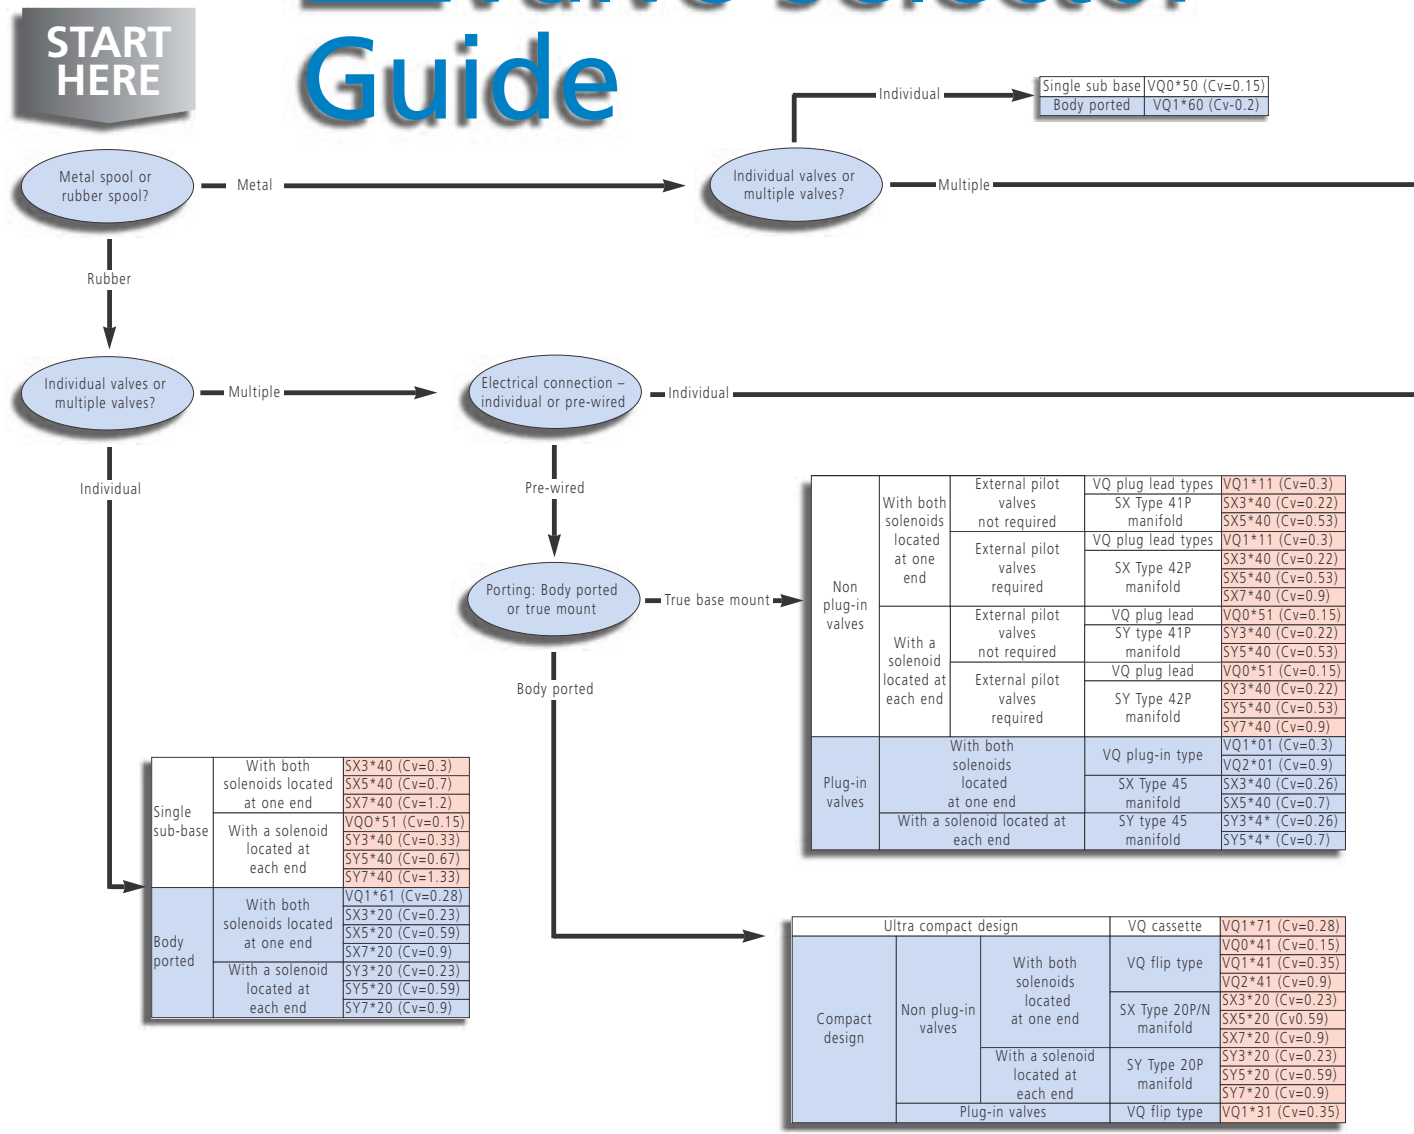 START
HERE
Valve Selector
Guide
Individual
Single sub base VQ0*50 (Cv=0.15)
Body ported VQ1*60 (Cv-0.2)
Metal spool or
rubber spool?
Metal
Individual valves or
multiple valves?
Multiple
Rubber
Individual valves or
multiple valves?
Multiple
Electrical connection –
individual or pre-wired
Individual
Individual
Pre-wired
Porting: Body ported
or true mount
True base mount
Body ported
Non
plug-in
valves
With both
solenoids
located
at one
end
External pilot
valves
not required
VQ plug lead types VQ1*11 (Cv=0.3)
SX Type 41P
manifold
SX3*40 (Cv=0.22)
SX5*40 (Cv=0.53)
External pilot
valves
required
VQ plug lead types VQ1*11 (Cv=0.3)
SX Type 42P
manifold
SX3*40 (Cv=0.22)
SX5*40 (Cv=0.53)
SX7*40 (Cv=0.9)
With a
solenoid
located at
each end
External pilot
valves
not required
VQ plug lead VQ0*51 (Cv=0.15)
SY type 41P
manifold
SY3*40 (Cv=0.22)
SY5*40 (Cv=0.53)
External pilot
valves
required
VQ plug lead VQ0*51 (Cv=0.15)
SY Type 42P
manifold
SY3*40 (Cv=0.22)
SY5*40 (Cv=0.53)
SY7*40 (Cv=0.9)
Plug-in
valves
With both
solenoids
located
at one end
VQ plug-in type
VQ1*01 (Cv=0.3)
VQ2*01 (Cv=0.9)
SX Type 45
manifold
SX3*40 (Cv=0.26)
SX5*40 (Cv=0.7)
With a solenoid located at
each end
SY type 45
manifold
SY3*4* (Cv=0.26)
SY5*4* (Cv=0.7)
Single
sub-base
With both
solenoids located
at one end
SX3*40 (Cv=0.3)
SX5*40 (Cv=0.7)
SX7*40 (Cv=1.2)
With a solenoid
located at
each end
VQO*51 (Cv=0.15)
SY3*40 (Cv=0.33)
SY5*40 (Cv=0.67)
SY7*40 (Cv=1.33)
Body
ported
With both
solenoids located
at one end
VQ1*61 (Cv=0.28)
SX3*20 (Cv=0.23)
SX5*20 (Cv=0.59)
SX7*20 (Cv=0.9)
With a solenoid
located at
each end
SY3*20 (Cv=0.23)
SY5*20 (Cv=0.59)
SY7*20 (Cv=0.9)
Ultra compact design VQ cassette VQ1*71 (Cv=0.28)
Compact
design
Non plug-in
valves
With both
solenoids
located
at one end
VQ flip type
VQ0*41 (Cv=0.15)
VQ1*41 (Cv=0.35)
VQ2*41 (Cv=0.9)
SX Type 20P/N
manifold
SX3*20 (Cv=0.23)
SX5*20 (Cv0.59)
SX7*20 (Cv=0.9)
With a solenoid
located at
each end
SY Type 20P
manifold
SY3*20 (Cv=0.23)
SY5*20 (Cv=0.59)
SY7*20 (Cv=0.9)
Plug-in valves VQ flip type VQ1*31 (Cv=0.35)